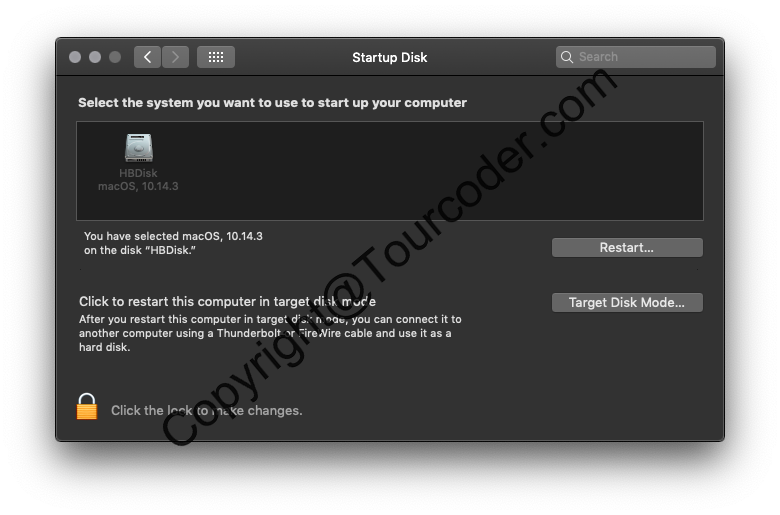 Startup Disk
Search
Select the system you want to use to start up your computer
HBDisk
macOS, 10.14.3
You have selected macOS, 10.14.3
on the disk “HBDisk.”
Restart...
Click to restart this computer in target disk mode
After you restart this computer in target disk mode, you can connect it to
another computer using a Thunderbolt or FireWire cable and use it as a
hard disk.
Target Disk Mode...
Click the lock to make changes.
Copyright@Tourcoder.com